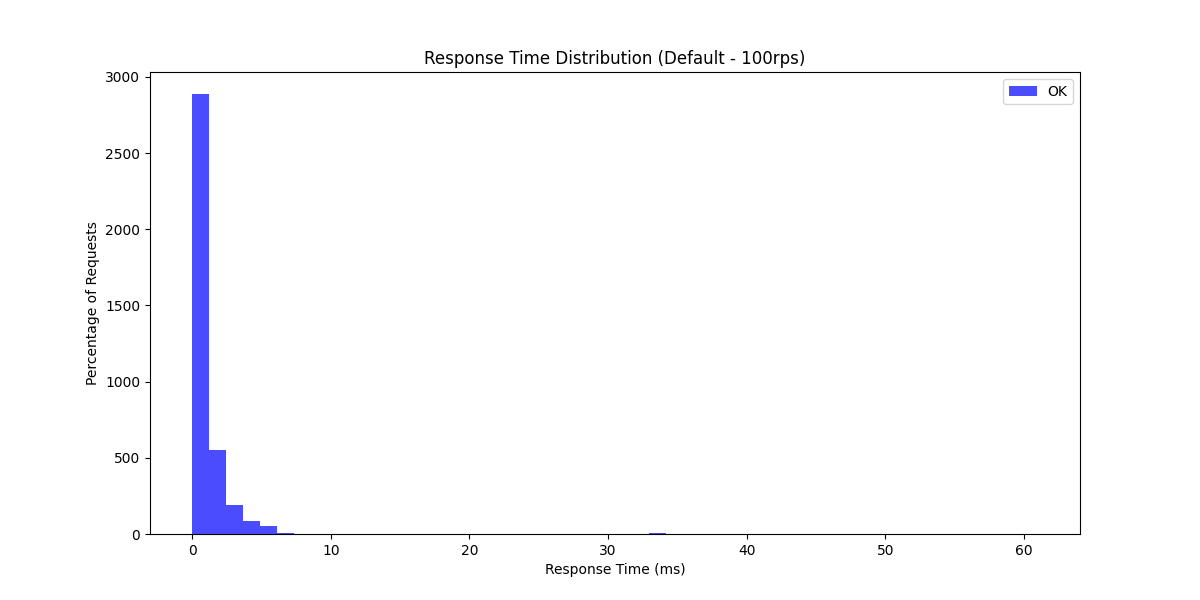 Response Time Distribution (Default - 100rps)
OK
Percentage of Requests
3000
2500
2000
1500
1000
500
0
0 10 20 30 40 50 60
Response Time (ms)